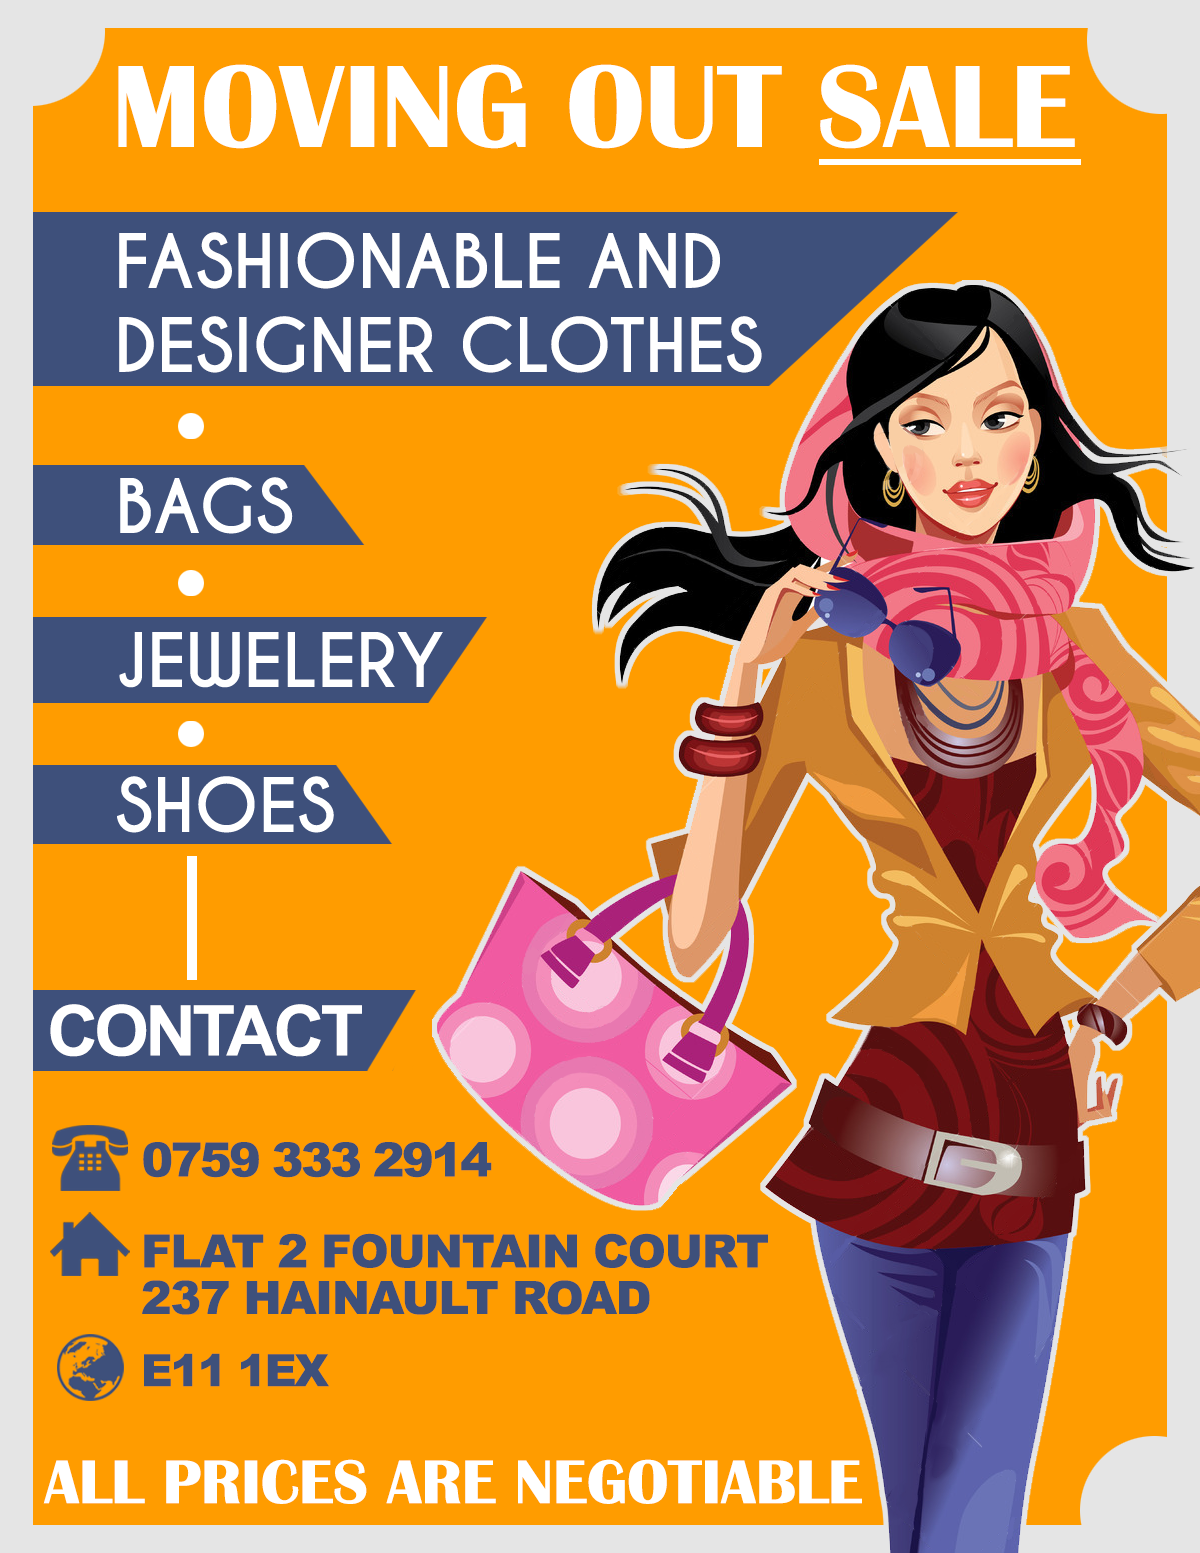 MOVING OUT SALE
FASHIONABLE AND
DESIGNER CLOTHES
BAGS
JEWELERY
SHOES
CONTACT
0759 333 2914
FLAT 2 FOUNTAIN COURT
237 HAINAULT ROAD
E11 1EX
ALL PRICES ARE NEGOTIABLE